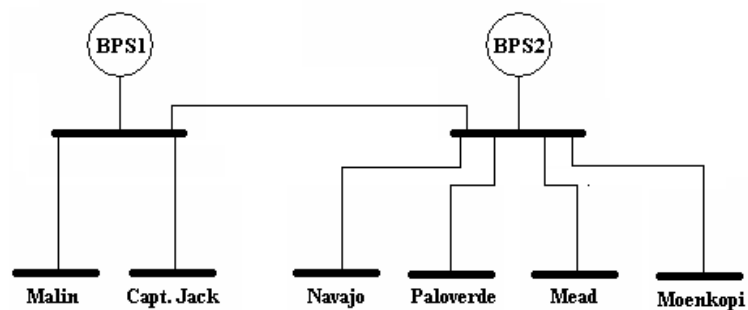 BPS1
BPS2
Malin
Capt. Jack
Navajo
Paloverde
Mead
Moenkopi